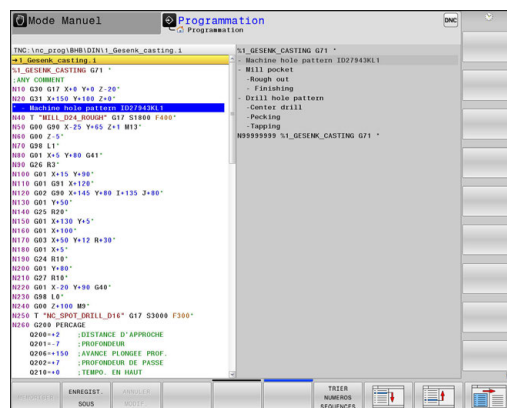 Mode Manuel
Programmation
Programmation
DNC
TNC:\nc_prog\BHB\DIN\1_Gesenk_casting.i
→1_Gesenk_casting.i
%1_GESENK_CASTING G71 *
;ANY COMMENT
N10 G30 G17 X+0 Y+0 Z-20*
N20 G31 X+150 Y+100 Z+0*
* - Machine hole pattern ID27943KL1
N40 T "MILL_D24_ROUGH" G17 S1800 F400*
N50 G00 G90 X-25 Y+65 Z+1 M13*
N60 G00 Z-5*
N70 G98 L1*
N80 G01 X+5 Y+80 G41*
N90 G26 R3*
N100 G01 X+15 Y+90*
N110 G01 G91 X+120*
N120 G02 G90 X+145 Y+80 I+135 J+80*
N130 G01 Y+50*
N140 G25 R20*
N150 G01 X+130 Y+5*
N160 G01 X+100*
N170 G03 X+50 Y+12 R+30*
N180 G01 X+5*
N190 G24 R10*
N200 G01 Y+80*
N210 G27 R10*
N220 G01 X-20 Y+90 G40*
N230 G98 L0*
N240 G00 Z+100 M9*
N250 T "NC_SPOT_DRILL_D16" G17 S3000 F300*
N260 G200 PERCAGE
Q200=+2 ;DISTANCE D'APPROCHE
Q201=-7 ;PROFONDEUR
Q206=+150 ;AVANCE PLONGEE PROF.
Q202=+7 ;PROFONDEUR DE PASSE
Q210=+0 ;TEMPO. EN HAUT
%1_GESENK_CASTING G71 *
- Machine hole pattern ID27943KL1
- Mill pocket
-Rough out
- Finishing
- Drill hole pattern
-Center drill
-Pecking
-Tapping
N99999999 %1_GESENK_CASTING G71 *
MEMORISER
ENREGIST.
SOUS
ANNULER
MODIF.
TRIER
NUMEROS
SEQUENCES